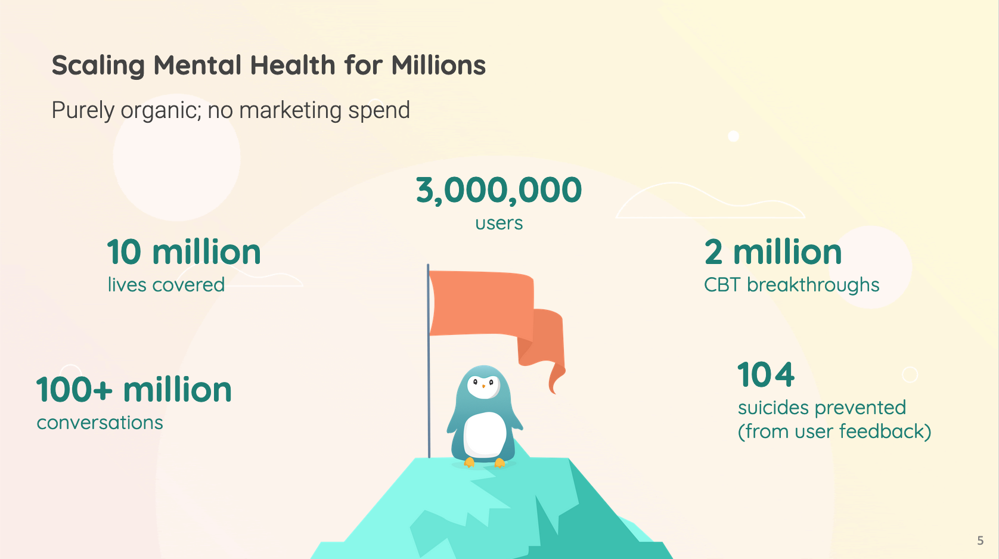 Scaling Mental Health for Millions
Purely organic; no marketing spend
3,000,000
users
10 million
lives covered
2 million
CBT breakthroughs
100+ million
conversations
104
suicides prevented
(from user feedback)
5